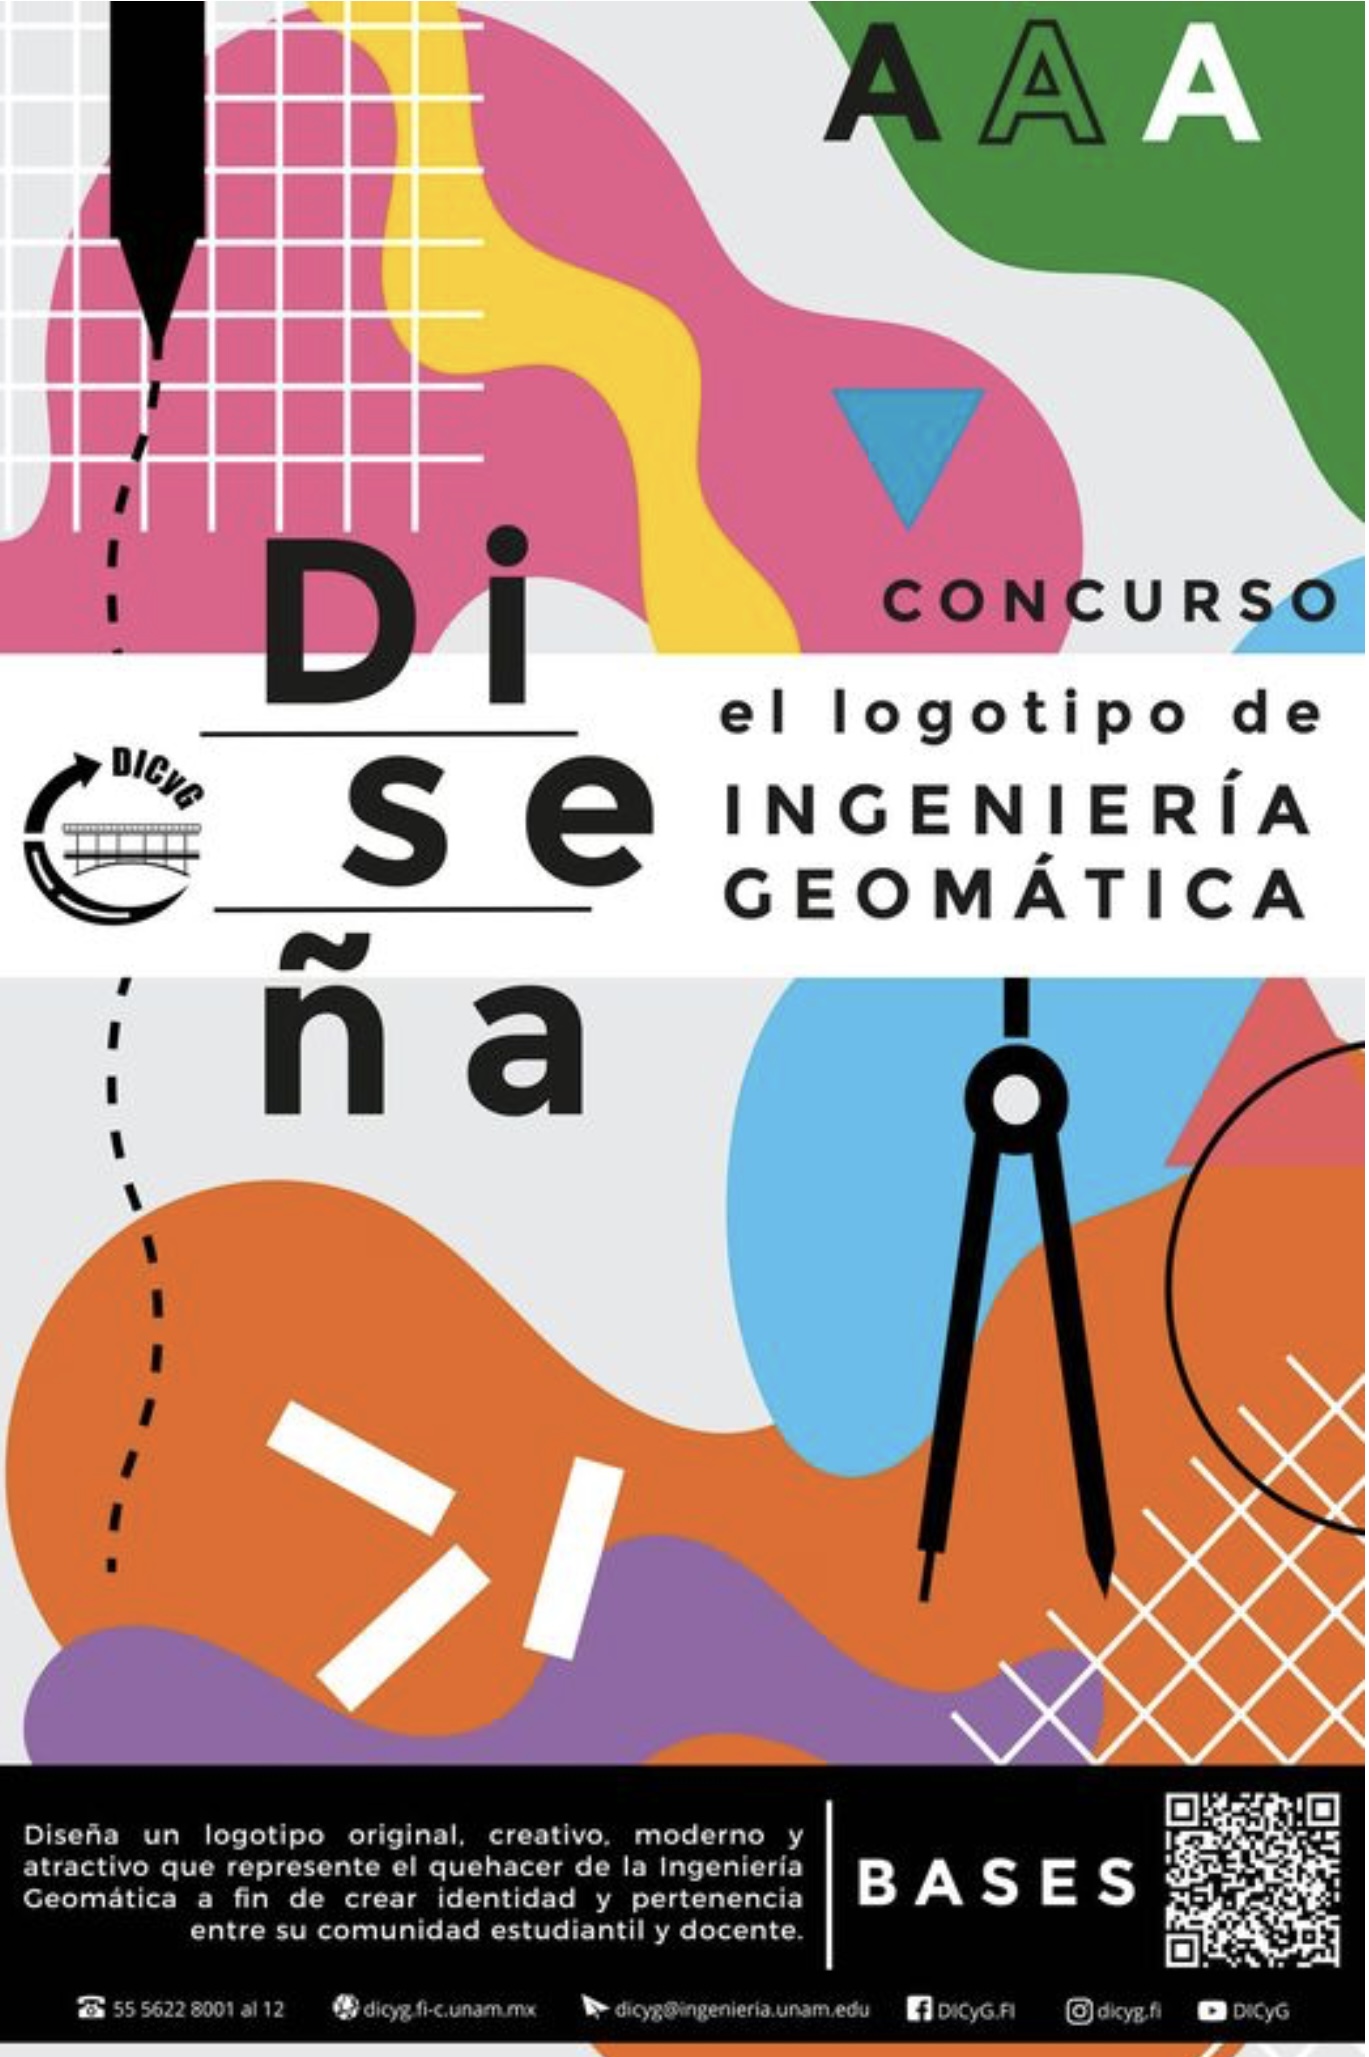 A A A
CONCURSO
Di
se
ña
el logotipo de
INGENIERÍA
GEOMÁTICA
DICyG
Diseña un logotipo original, creativo, moderno y
atractivo que represente el quehacer de la Ingeniería
Geomática a fin de crear identidad y pertenencia
entre su comunidad estudiantil y docente.
BASES
55 5622 8001 al 12 dicyg.fi-c.unam.mx dicyg@ingenieria.unam.edu DICyG.FI dicyg.fi DICyG